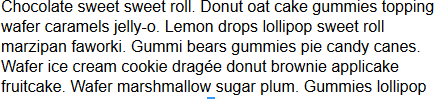 Chocolate sweet sweet roll. Donut oat cake gummies topping
wafer caramels jelly-o. Lemon drops lollipop sweet roll
marzipan faworki. Gummi bears gummies pie candy canes.
Wafer ice cream cookie dragée donut brownie applicake
fruitcake. Wafer marshmallow sugar plum. Gummies lollipop